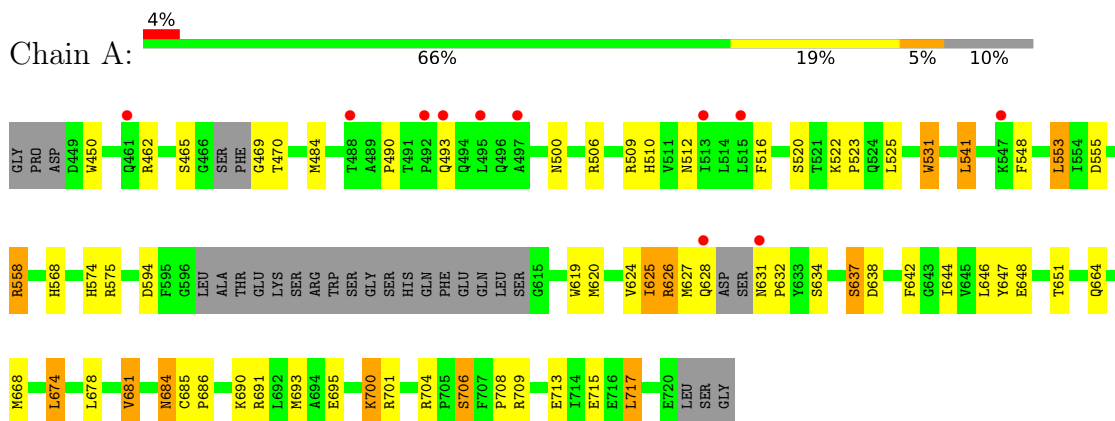 4%
Chain A:
66% 19% 5% 10%
GLY PRO ASP D449 W450 Q461 R462 S465 G466 SER PHE G469 T470 M484 T488 A489 P490 T491 P492 Q493 Q494 L495 Q496 A497 N500 R506 R509 H510 V511 N512 I513 L514 L515 F516 S520 T521 K522 P523 Q524 L525 W531 L541 K547 F548 L553 I554 D555
R558 H568 H574 R575 D594 F595 G596 LEU ALA THR GLU LYS SER ARG TRP SER GLY SER HIS GLN PHE GLU GLN LEU SER G615 W619 M620 V624 I625 R626 M627 Q628 ASP SER N631 P632 Y633 S634 S637 D638 F642 G643 I644 V645 L646 Y647 E648 T651 Q664
M668 L674 L678 V681 N684 C685 P686 K690 R691 L692 M693 A694 E695 K700 R701 R704 P705 S706 F707 P708 R709 E713 I714 E715 E716 L717 E720 LEU SER GLY